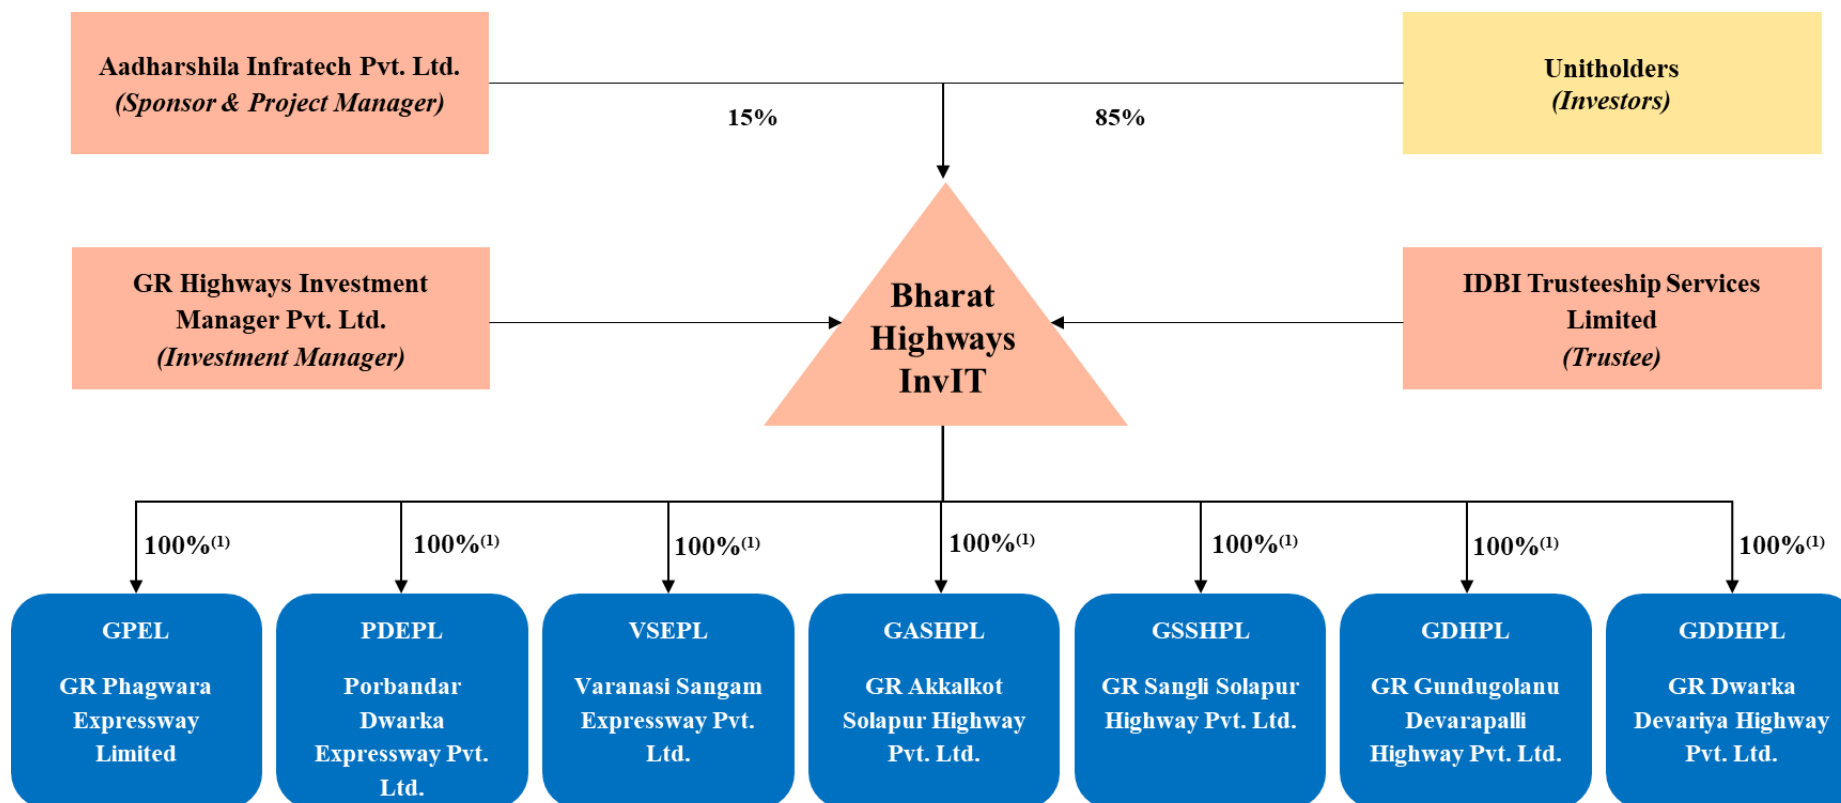 Aadharshila Infratech Pvt. Ltd.
(Sponsor & Project Manager)
Unitholders
(Investors)
15%
85%
GR Highways Investment
Manager Pvt. Ltd.
(Investment Manager)
Bharat
Highways
InvIT
IDBI Trusteeship Services
Limited
(Trustee)
100%(1)
100%(1)
100%(1)
100%(1)
100%(1)
100%(1)
100%(1)
GPEL
GR Phagwara
Expressway
Limited
PDEPL
Porbandar
Dwarka
Expressway Pvt.
Ltd.
VSEPL
Varanasi Sangam
Expressway Pvt.
Ltd.
GASHPL
GR Akkalkot
Solapur Highway
Pvt. Ltd.
GSSHPL
GR Sangli Solapur
Highway Pvt. Ltd.
GDHPL
GR Gundugolanu
Devarapalli
Highway Pvt. Ltd.
GDDHPL
GR Dwarka
Devariya Highway
Pvt. Ltd.